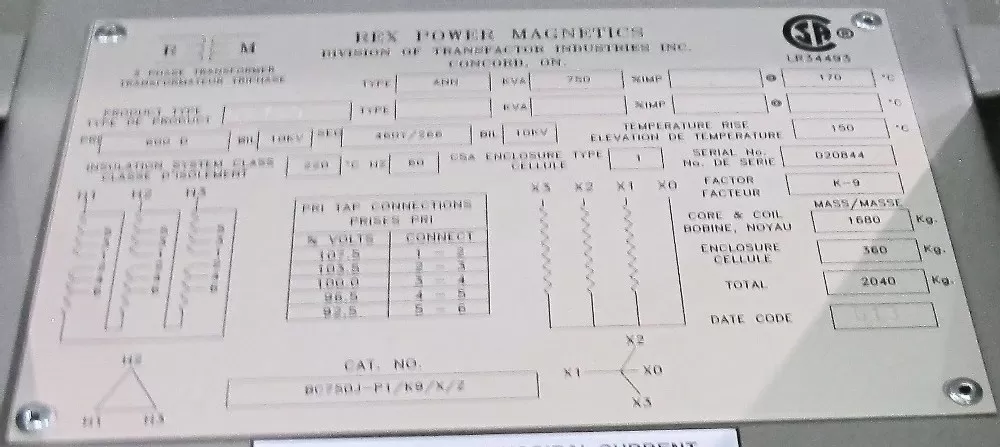 REX POWER MAGNETICS
DIVISION OF TRANSFACTOR INDUSTRIES INC.
CONCORD, ON.
R M
3 PHASE TRANSFORMER
TRANSFORMATEUR TRIPHASE
CSA ®
LR34493
TYPE ANN KVA 750 %IMP @ 170 °C
PRODUCT TYPE
TYPE DE PRODUIT
TYPE KVA %IMP @ °C
PRI 600 D BIL 10KV SEC 460Y/266 BIL 10KV
TEMPERATURE RISE
ELEVATION DE TEMPERATURE
150 °C
INSULATION SYSTEM CLASS
CLASSE D'ISOLEMENT
220 °C HZ 60
CSA ENCLOSURE TYPE
CELLULE
1
SERIAL No.
No. DE SERIE
D20844
FACTOR
FACTEUR
K-9
H1 H2 H3
PRI TAP CONNECTIONS
PRISES PRI
% VOLTS CONNECT
107.5 1 - 2
103.5 2 - 3
100.0 3 - 4
96.5 4 - 5
92.5 5 - 6
X3 X2 X1 X0
MASS/MASSE
CORE & COIL
BOBINE, NOYAU
1680 Kg.
ENCLOSURE
CELLULE
360 Kg.
TOTAL 2040 Kg.
DATE CODE
H2
H1 H3
CAT. NO.
BC750J-P1/K9/X/Z
X2
X1 X0
X3